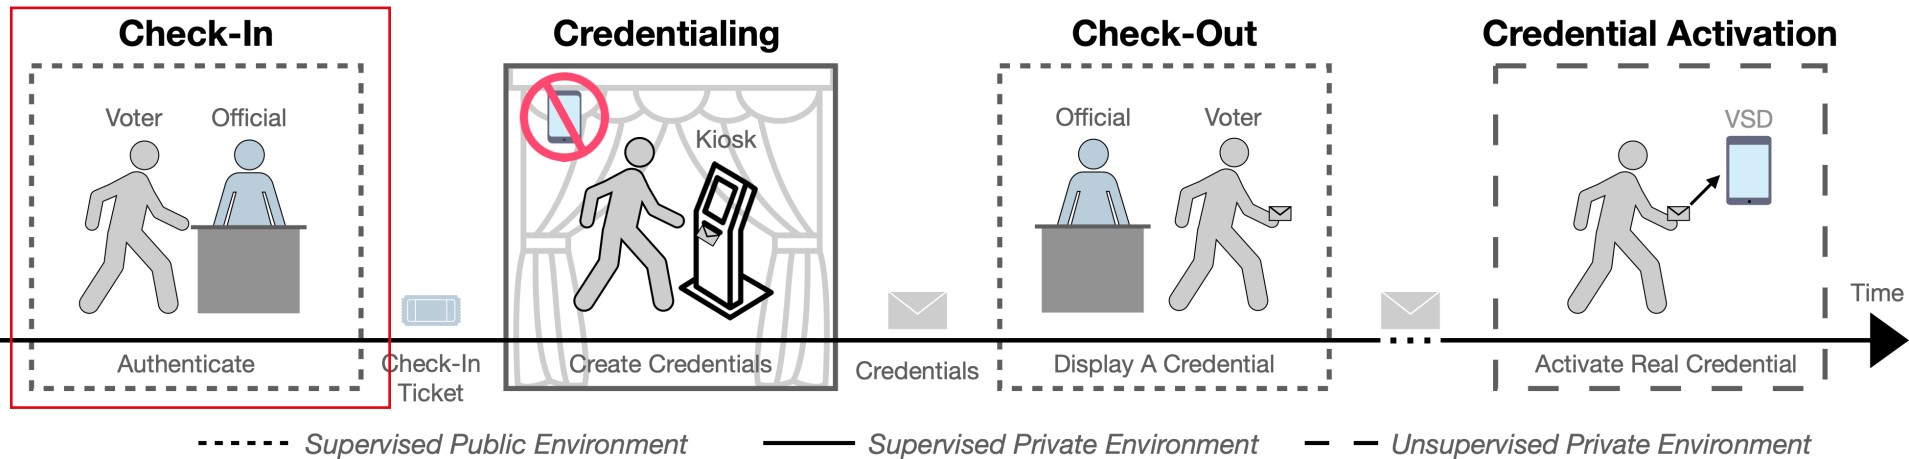 Check-In
Credentialing
Check-Out
Credential Activation
Voter
Official
Kiosk
Official
Voter
VSD
Time
Authenticate
Check-In
Ticket
Create Credentials
Credentials
Display A Credential
Activate Real Credential
Supervised Public Environment
Supervised Private Environment
Unsupervised Private Environment